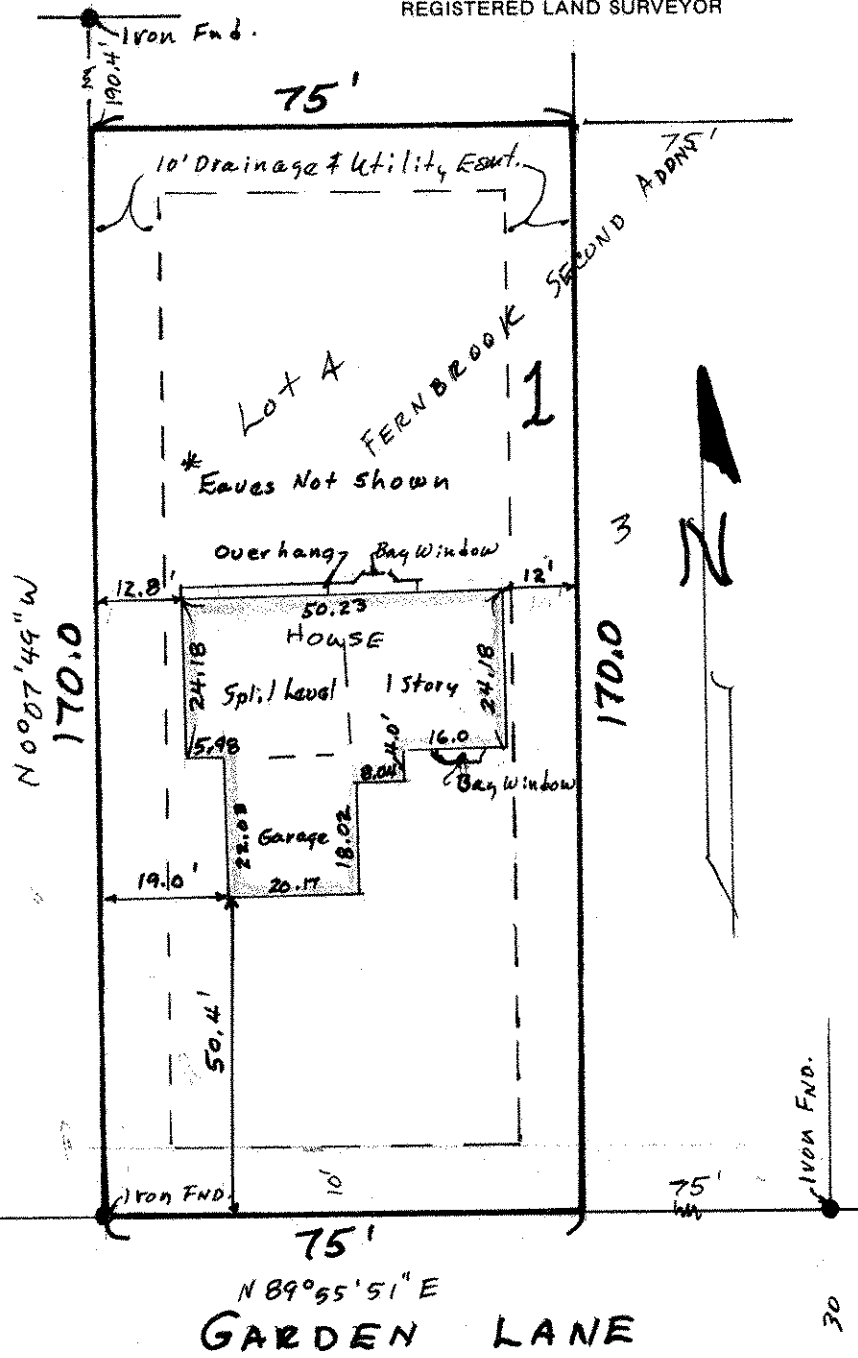 REGISTERED LAND SURVEYOR
Iron Fnd.
190.4'
75'
75'
10' Drainage & Utility Esmt.
Lot 4
FERNBROOK SECOND ADDN.
1
*
Eaves Not Shown
3
N
Overhang
Bay Window
12.8'
12'
50.23
HOUSE
N 0°07'49" W
170.0
170.0
24.18
Split Level
1 Story
24.18
5.98
4.0'
16.0
8.04
Bay Window
22.03
Garage
18.02
19.0'
20.17
50.4'
Iron FND.
Iron FND.
10'
75'
75'
N 89°55'51" E
30
GARDEN LANE